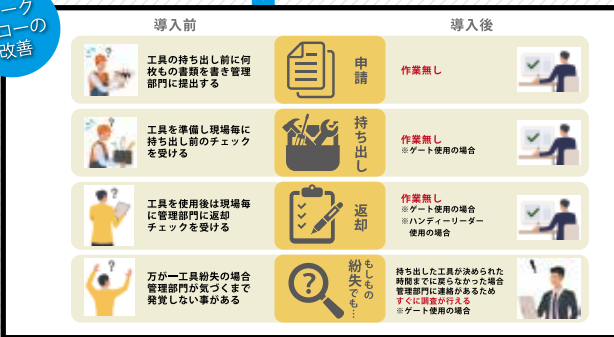 ーク
コーの
改善
導入前
導入後
工具の持ち出し前に何
枚もの書類を書き管理
部門に提出する
申請
作業無し
工具を準備し現場毎に
持ち出し前のチェック
を受ける
持ち出し
作業無し
※ゲート使用の場合
工具を使用後は現場毎
に管理部門に返却
チェックを受ける
返却
作業無し
※ゲート使用の場合
※ハンディーリーダー
使用の場合
万が一工具紛失の場合
管理部門が気づくまで
発覚しない事がある
もしもの
紛失でも…
持ち出した工具が決められた
時間までに戻らなかった場合
管理部門に連絡があるため
すぐに調査が行える
※ゲート使用の場合